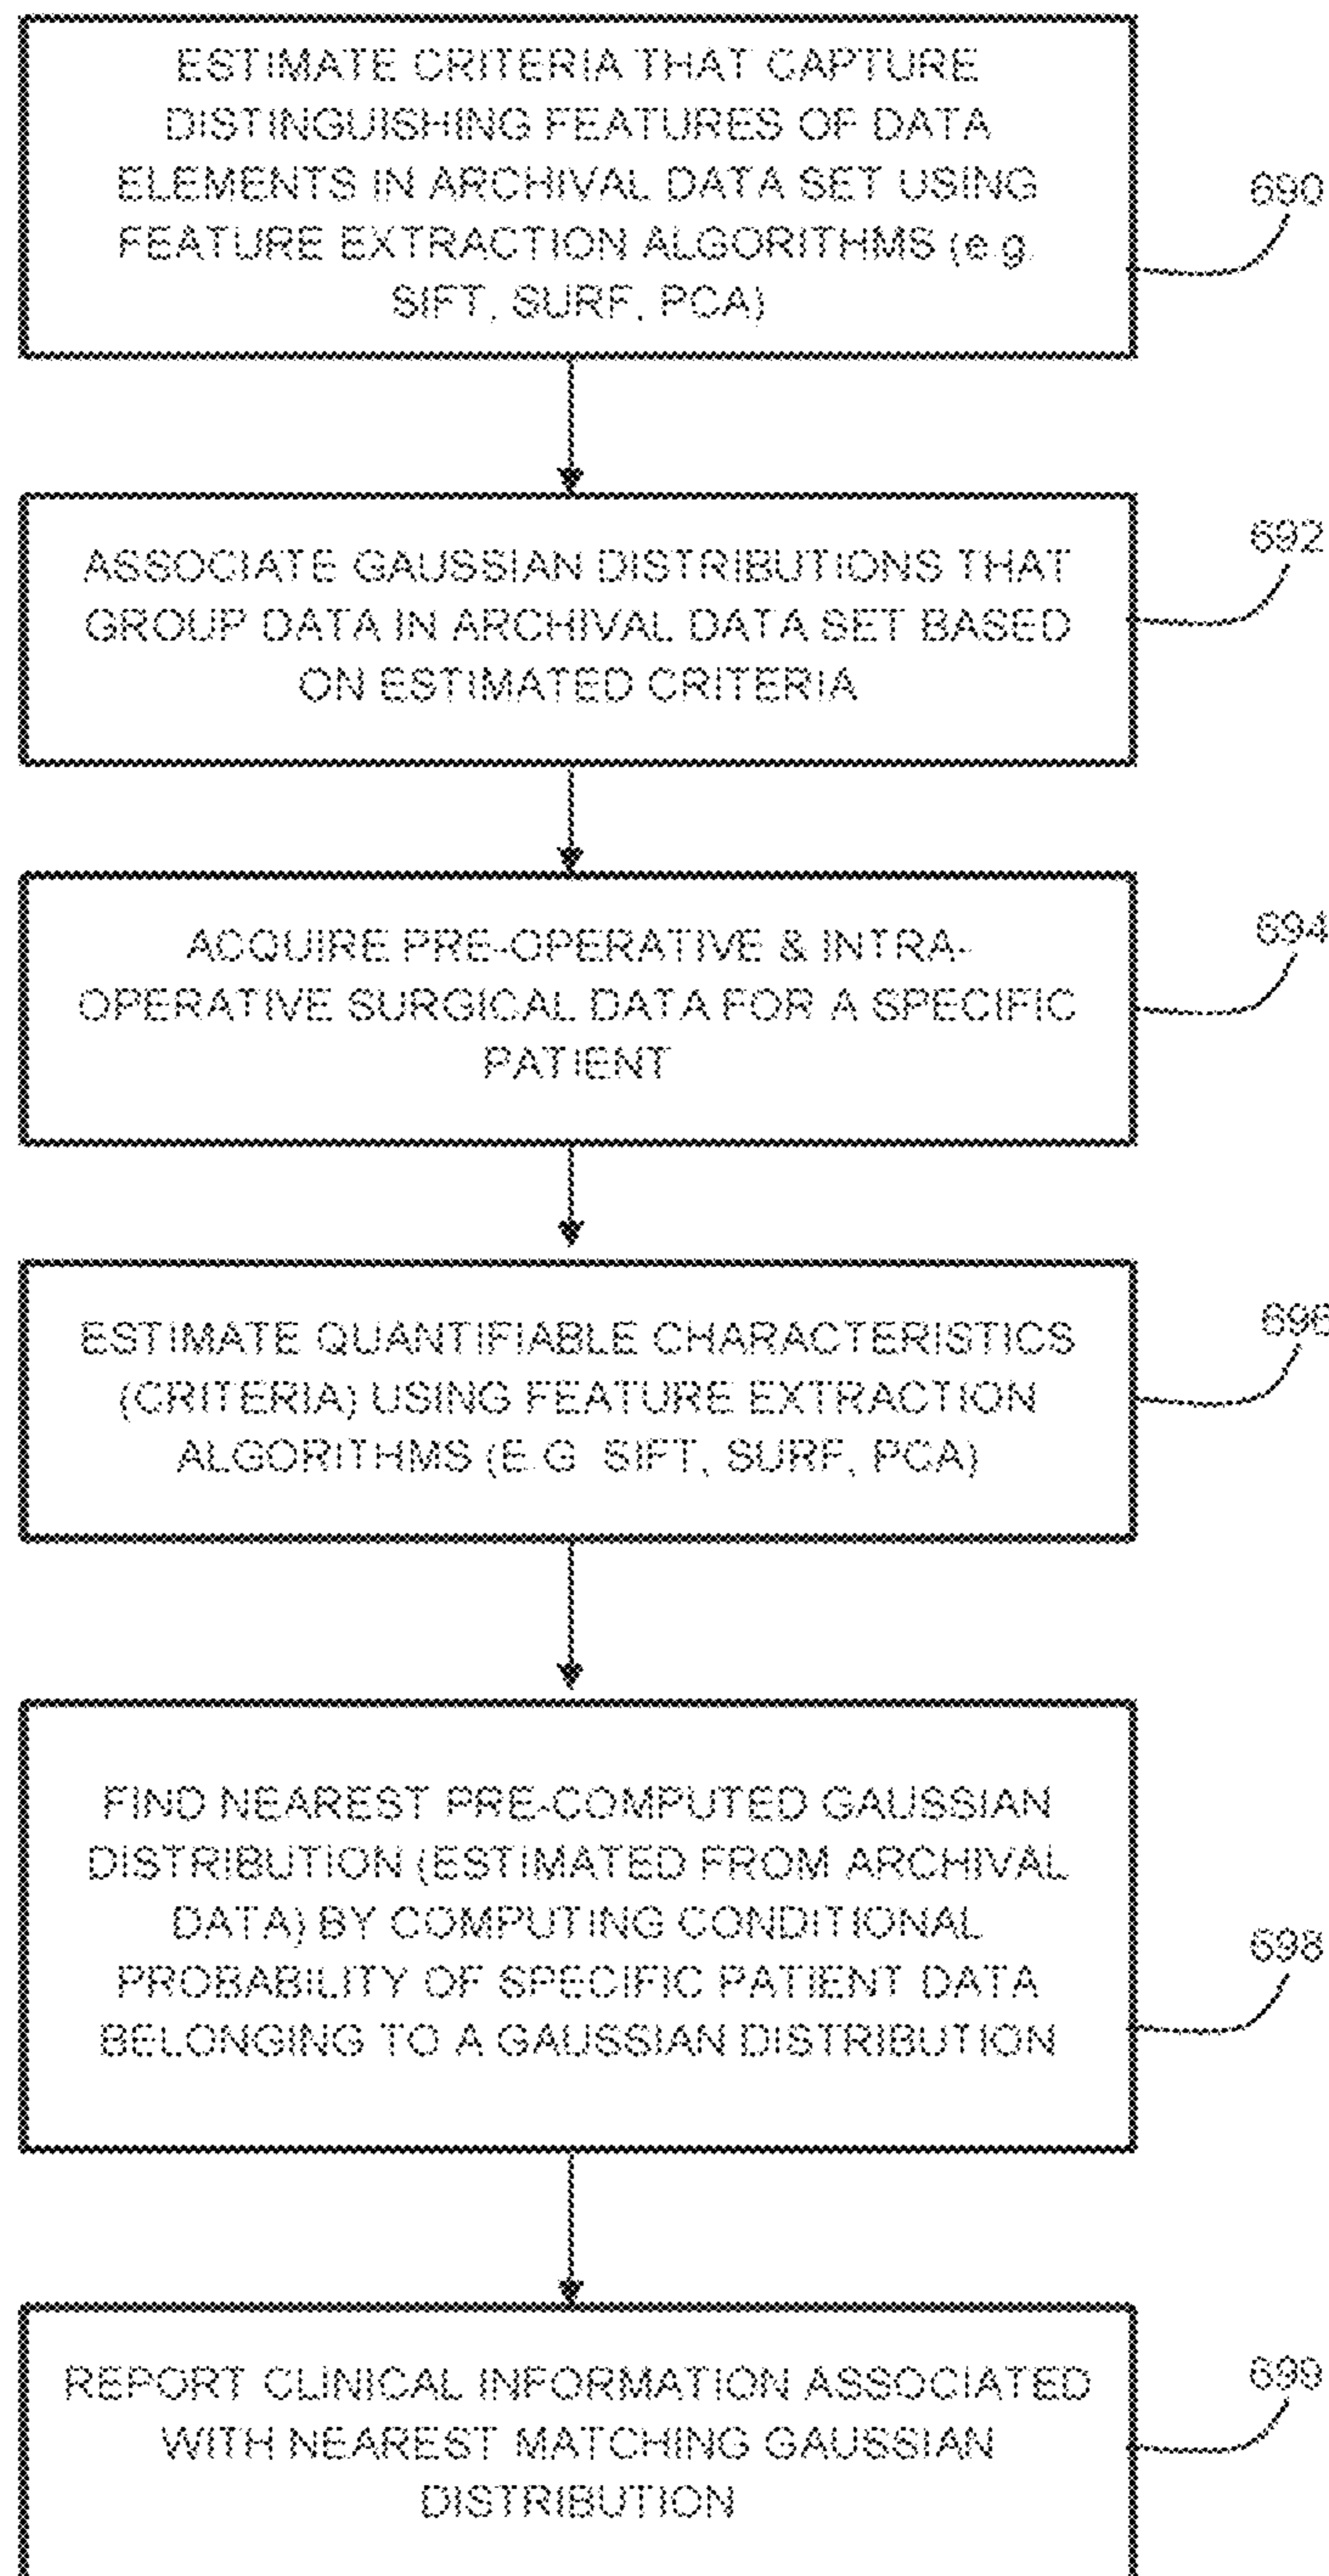 ESTIMATE CRITERIA THAT CAPTURE
DISTINGUISHING FEATURES OF DATA
ELEMENTS IN ARCHIVAL DATA SET USING
FEATURE EXTRACTION ALGORITHMS (e.g.
SIFT, SURF, PCA)
690
ASSOCIATE GAUSSIAN DISTRIBUTIONS THAT
GROUP DATA IN ARCHIVAL DATA SET BASED
ON ESTIMATED CRITERIA
692
ACQUIRE PRE-OPERATIVE & INTRA-
OPERATIVE SURGICAL DATA FOR A SPECIFIC
PATIENT
694
ESTIMATE QUANTIFIABLE CHARACTERISTICS
(CRITERIA) USING FEATURE EXTRACTION
ALGORITHMS (E.G. SIFT, SURF, PCA)
696
FIND NEAREST PRE-COMPUTED GAUSSIAN
DISTRIBUTION (ESTIMATED FROM ARCHIVAL
DATA) BY COMPUTING CONDITIONAL
PROBABILITY OF SPECIFIC PATIENT DATA
BELONGING TO A GAUSSIAN DISTRIBUTION
698
REPORT CLINICAL INFORMATION ASSOCIATED
WITH NEAREST MATCHING GAUSSIAN
DISTRIBUTION
699